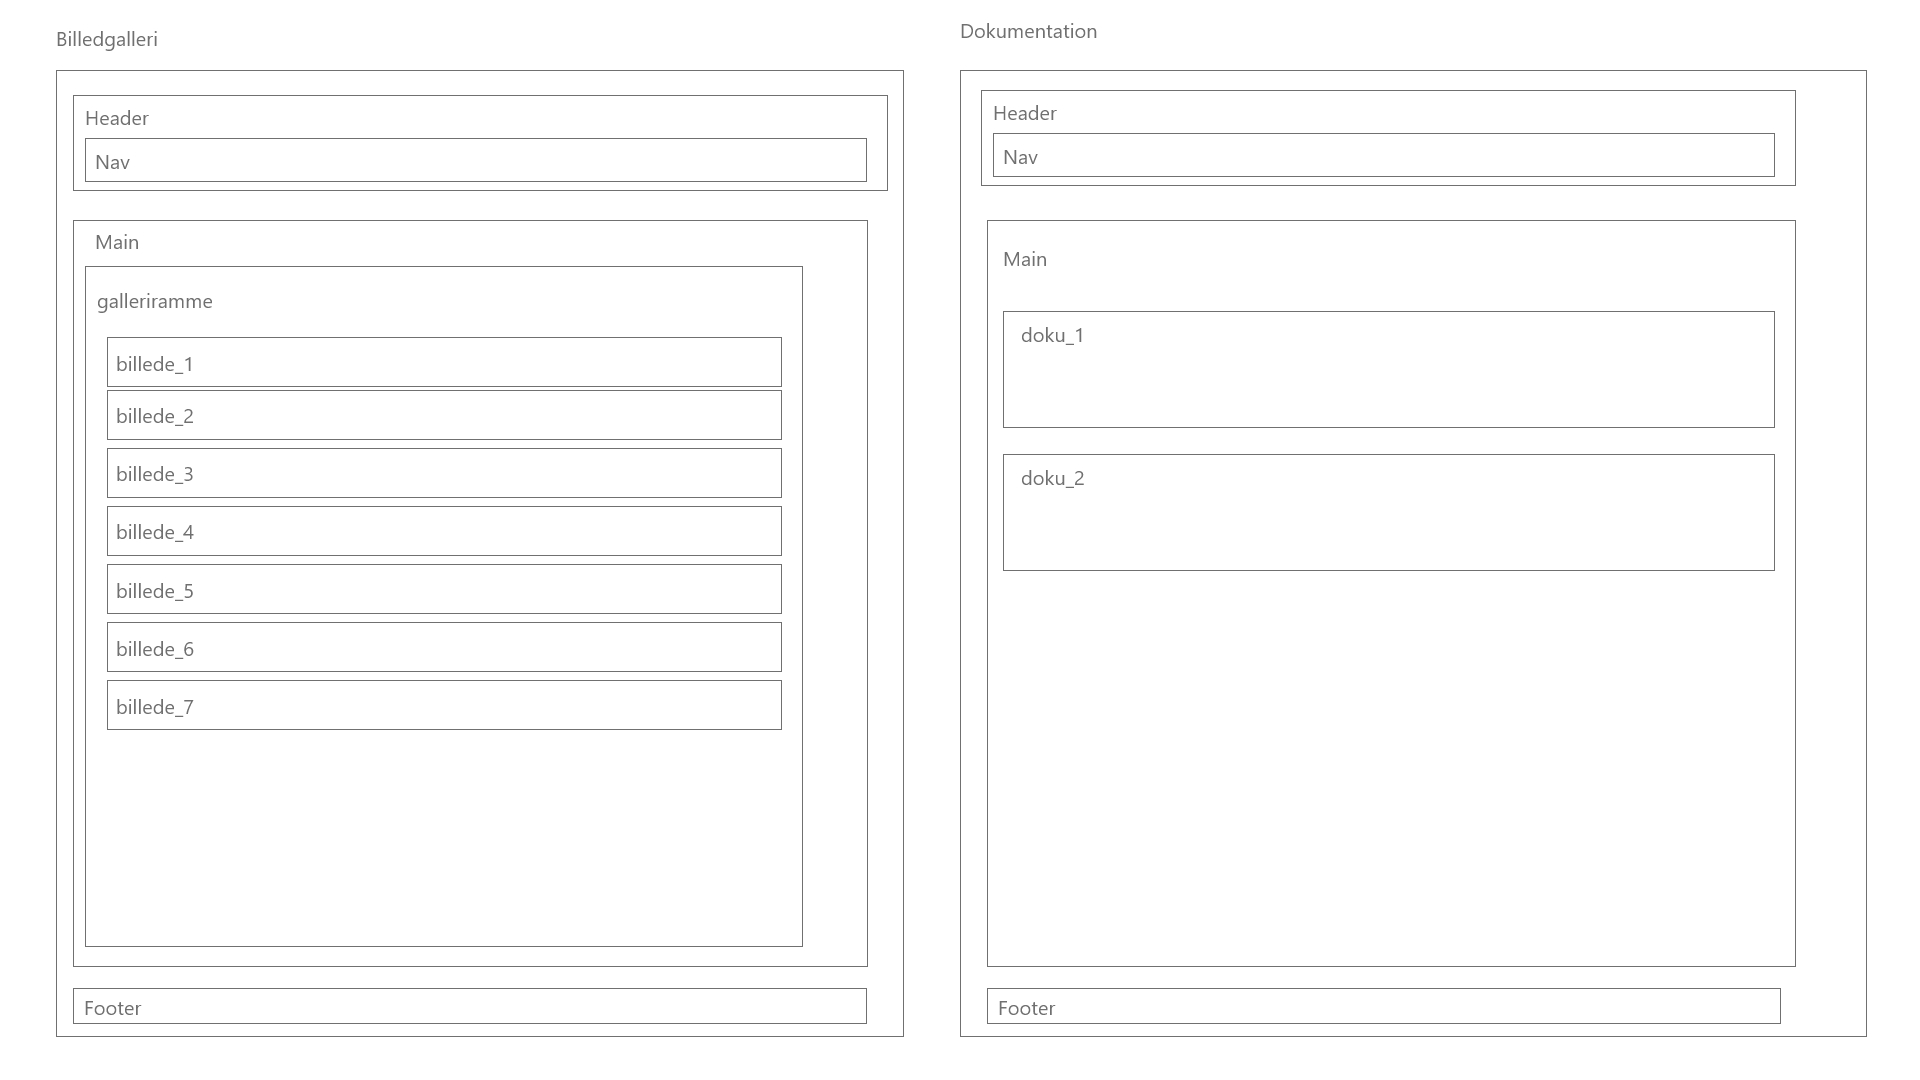 Billedgalleri
Header
Nav
Main
galleriramme
billede_1
billede_2
billede_3
billede_4
billede_5
billede_6
billede_7
Footer
Dokumentation
Header
Nav
Main
doku_1
doku_2
Footer